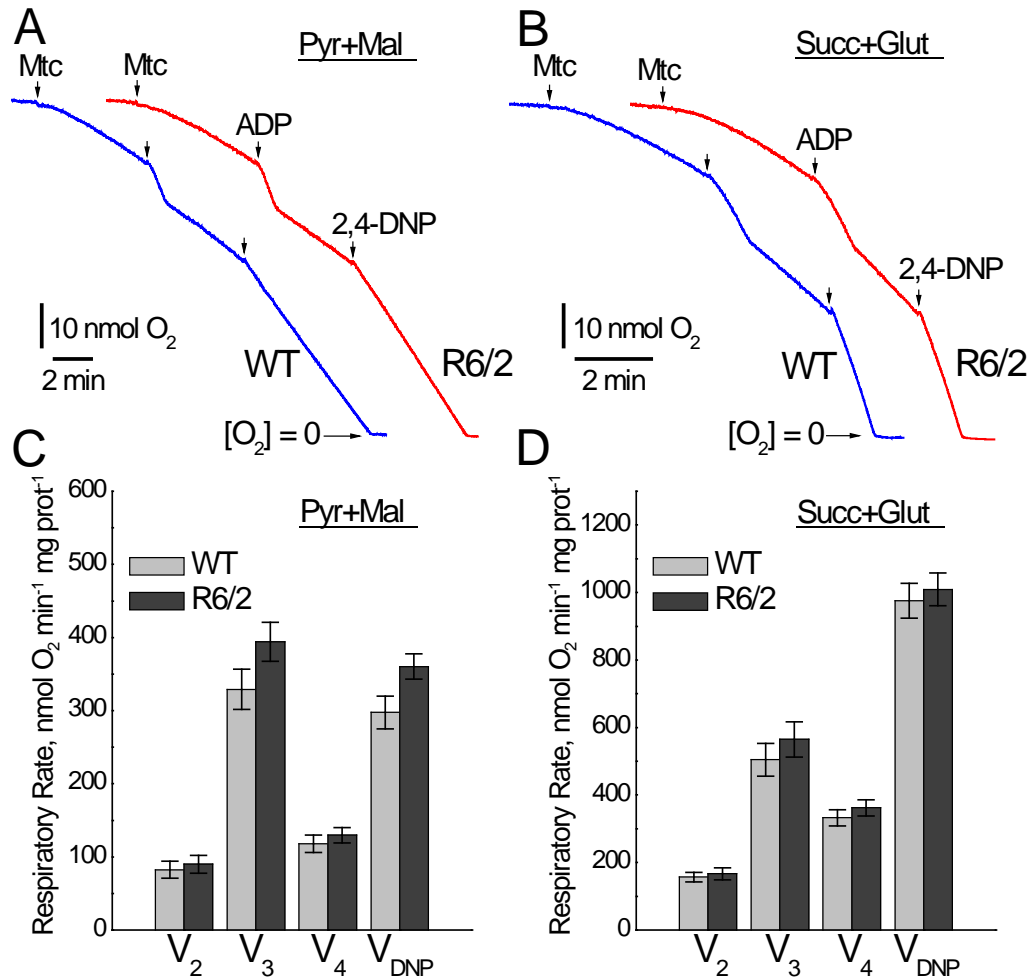 A
Pyr+Mal
Mtc
Mtc
ADP
2,4-DNP
10 nmol O₂
2 min
WT
R6/2
[O₂] = 0
B
Succ+Glut
Mtc
Mtc
ADP
2,4-DNP
10 nmol O₂
2 min
WT
R6/2
[O₂] = 0
C
Pyr+Mal
WT
R6/2
Respiratory Rate, nmol O₂ min⁻¹ mg prot⁻¹
600
500
400
300
200
100
0
V₂
V₃
V₄
V_DNP
D
Succ+Glut
WT
R6/2
Respiratory Rate, nmol O₂ min⁻¹ mg prot⁻¹
1200
1000
800
600
400
200
0
V₂
V₃
V₄
V_DNP